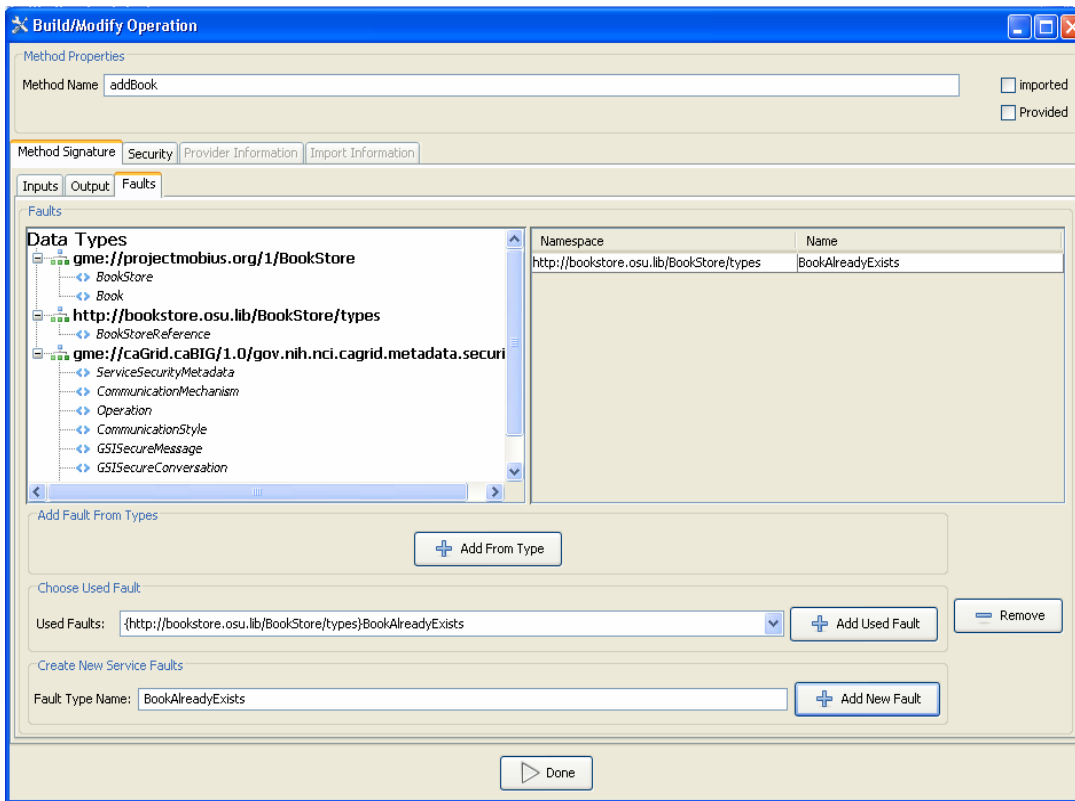 Build/Modify Operation
Method Properties
Method Name addBook
imported
Provided
Method Signature Security Provider Information Import Information
Inputs Output Faults
Faults
Data Types
gme://projectmobius.org/1/BookStore
BookStore
Book
http://bookstore.osu.lib/BookStore/types
BookStoreReference
gme://caGrid.caBIG/1.0/gov.nih.nci.cagrid.metadata.securi
ServiceSecurityMetadata
CommunicationMechanism
Operation
CommunicationStyle
GSISecureMessage
GSISecureConversation
Namespace Name
http://bookstore.osu.lib/BookStore/types BookAlreadyExists
Add Fault From Types
Add From Type
Choose Used Fault
Used Faults: {http://bookstore.osu.lib/BookStore/types}BookAlreadyExists Add Used Fault
Remove
Create New Service Faults
Fault Type Name: BookAlreadyExists Add New Fault
Done